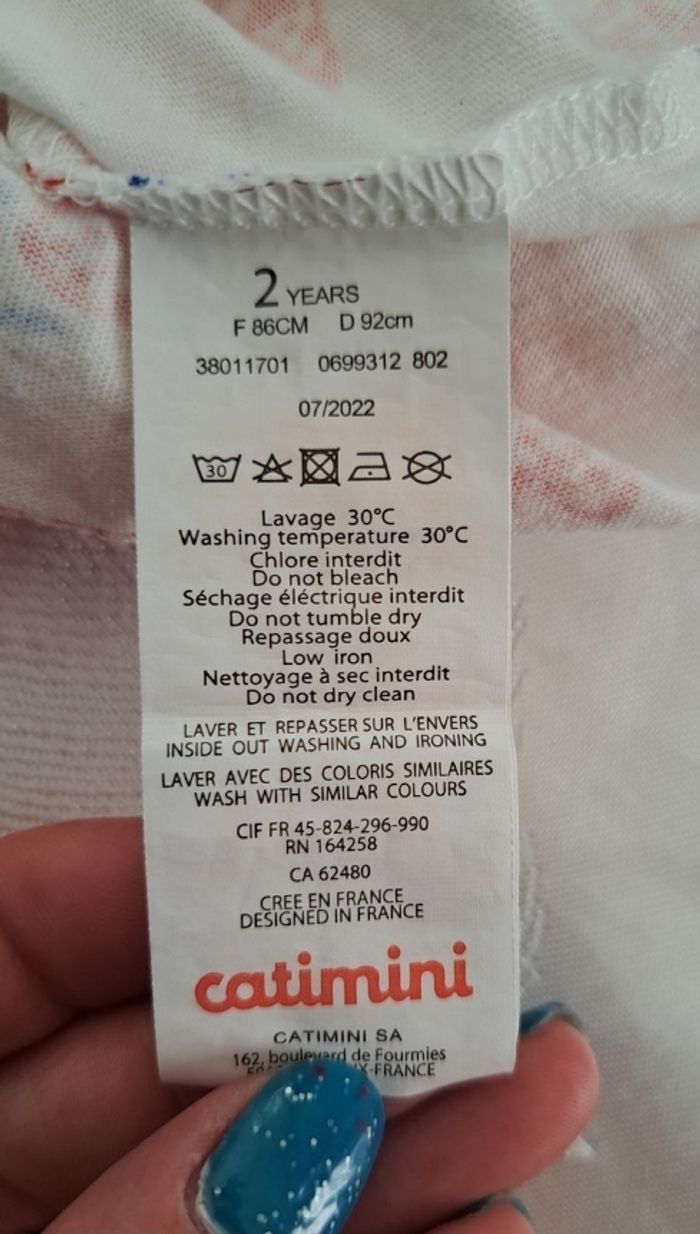 2 YEARS
F 86CM D 92cm
38011701 0699312 802
07/2022
30
Lavage 30°C
Washing temperature 30°C
Chlore interdit
Do not bleach
Séchage éléctrique interdit
Do not tumble dry
Repassage doux
Low iron
Nettoyage à sec interdit
Do not dry clean
LAVER ET REPASSER SUR L'ENVERS
INSIDE OUT WASHING AND IRONING
LAVER AVEC DES COLORIS SIMILAIRES
WASH WITH SIMILAR COLOURS
CIF FR 45-824-296-990
RN 164258
CA 62480
CREE EN FRANCE
DESIGNED IN FRANCE
catimini
CATIMINI SA
162, boulevard de Fourmies
FRANCE